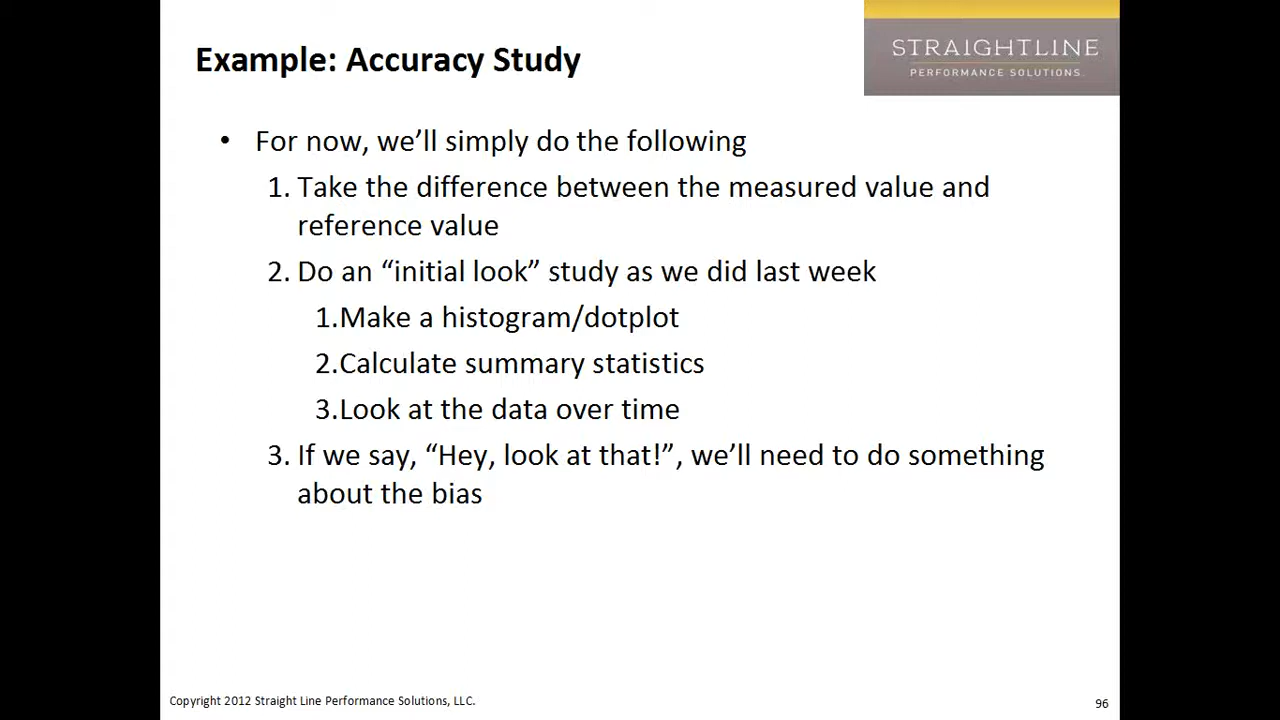 Example: Accuracy Study
STRAIGHTLINE
PERFORMANCE SOLUTIONS
• For now, we’ll simply do the following
1. Take the difference between the measured value and
reference value
2. Do an “initial look” study as we did last week
1.Make a histogram/dotplot
2.Calculate summary statistics
3.Look at the data over time
3. If we say, “Hey, look at that!”, we’ll need to do something
about the bias
Copyright 2012 Straight Line Performance Solutions, LLC.
96